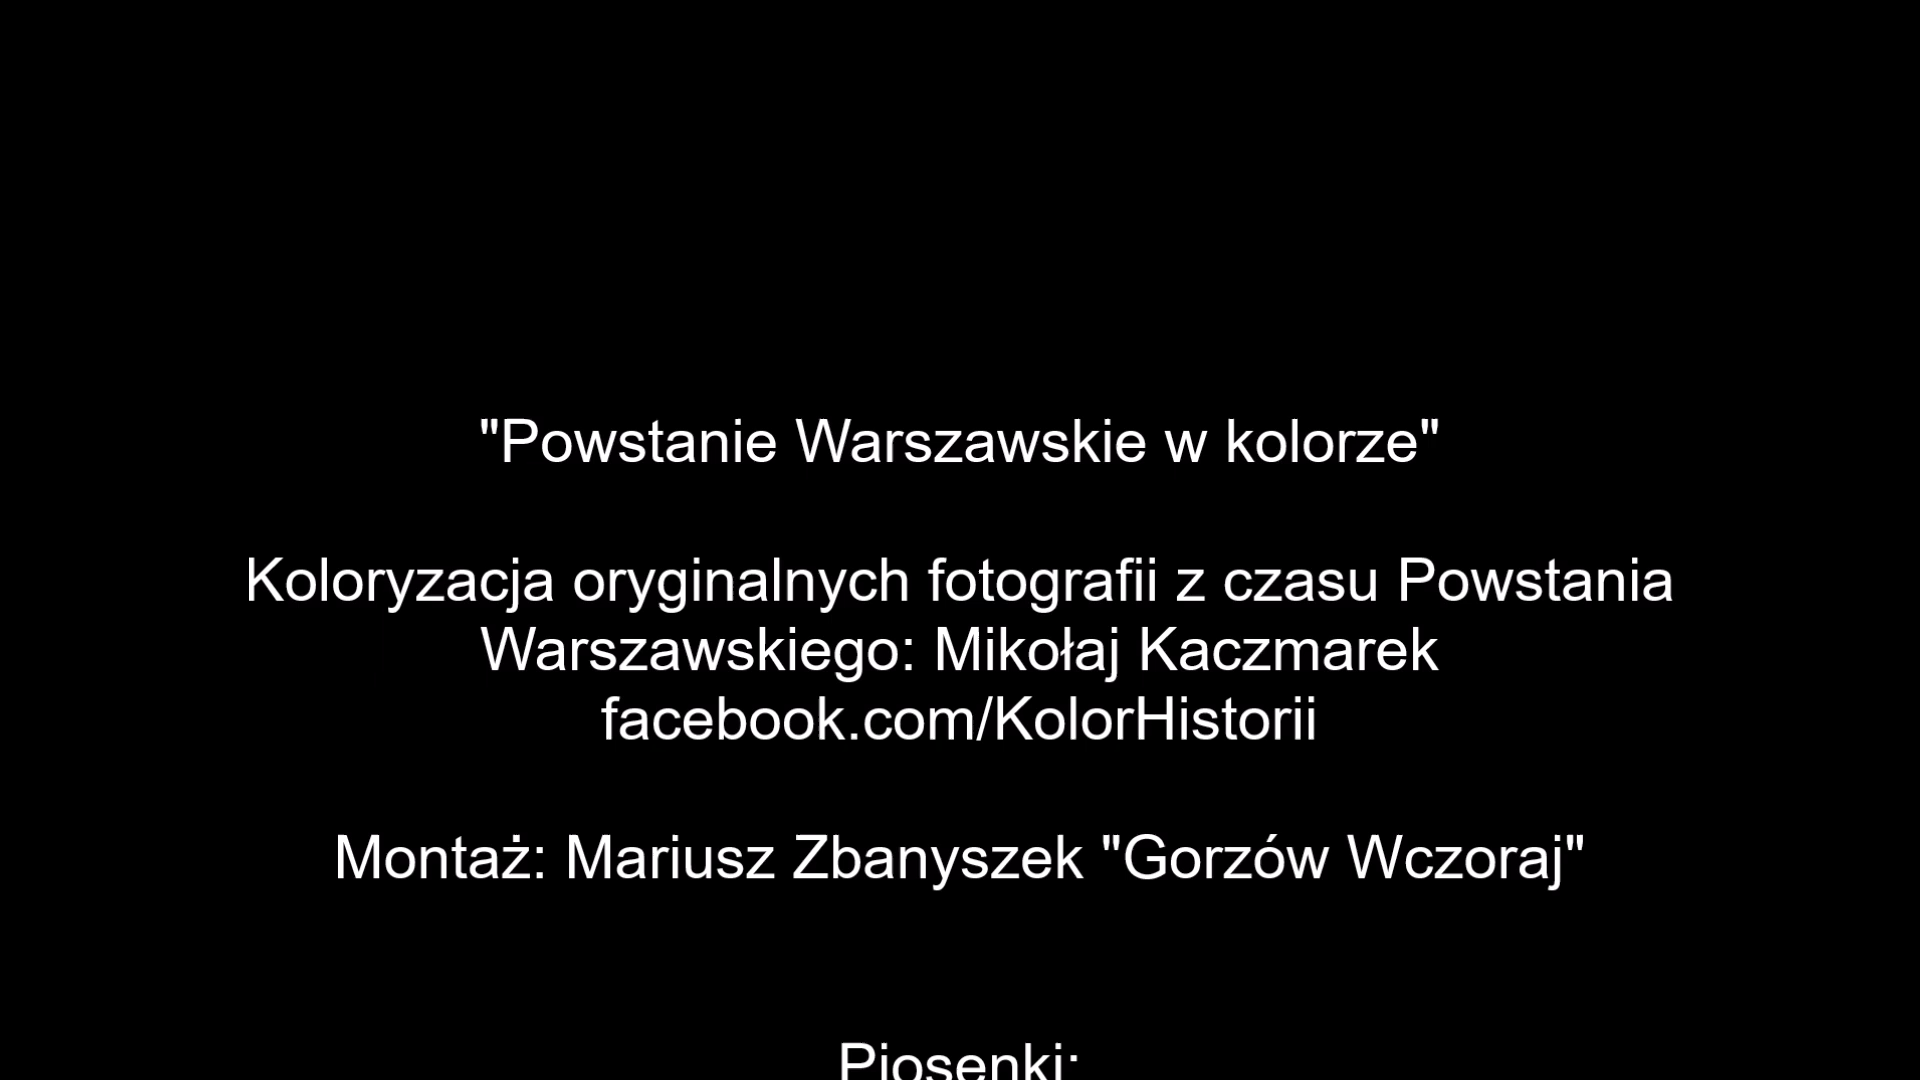 "Powstanie Warszawskie w kolorze"
Koloryzacja oryginalnych fotografii z czasu Powstania
Warszawskiego: Mikołaj Kaczmarek
facebook.com/KolorHistorii
Montaż: Mariusz Zbanyszek "Gorzów Wczoraj"
Piosenki: